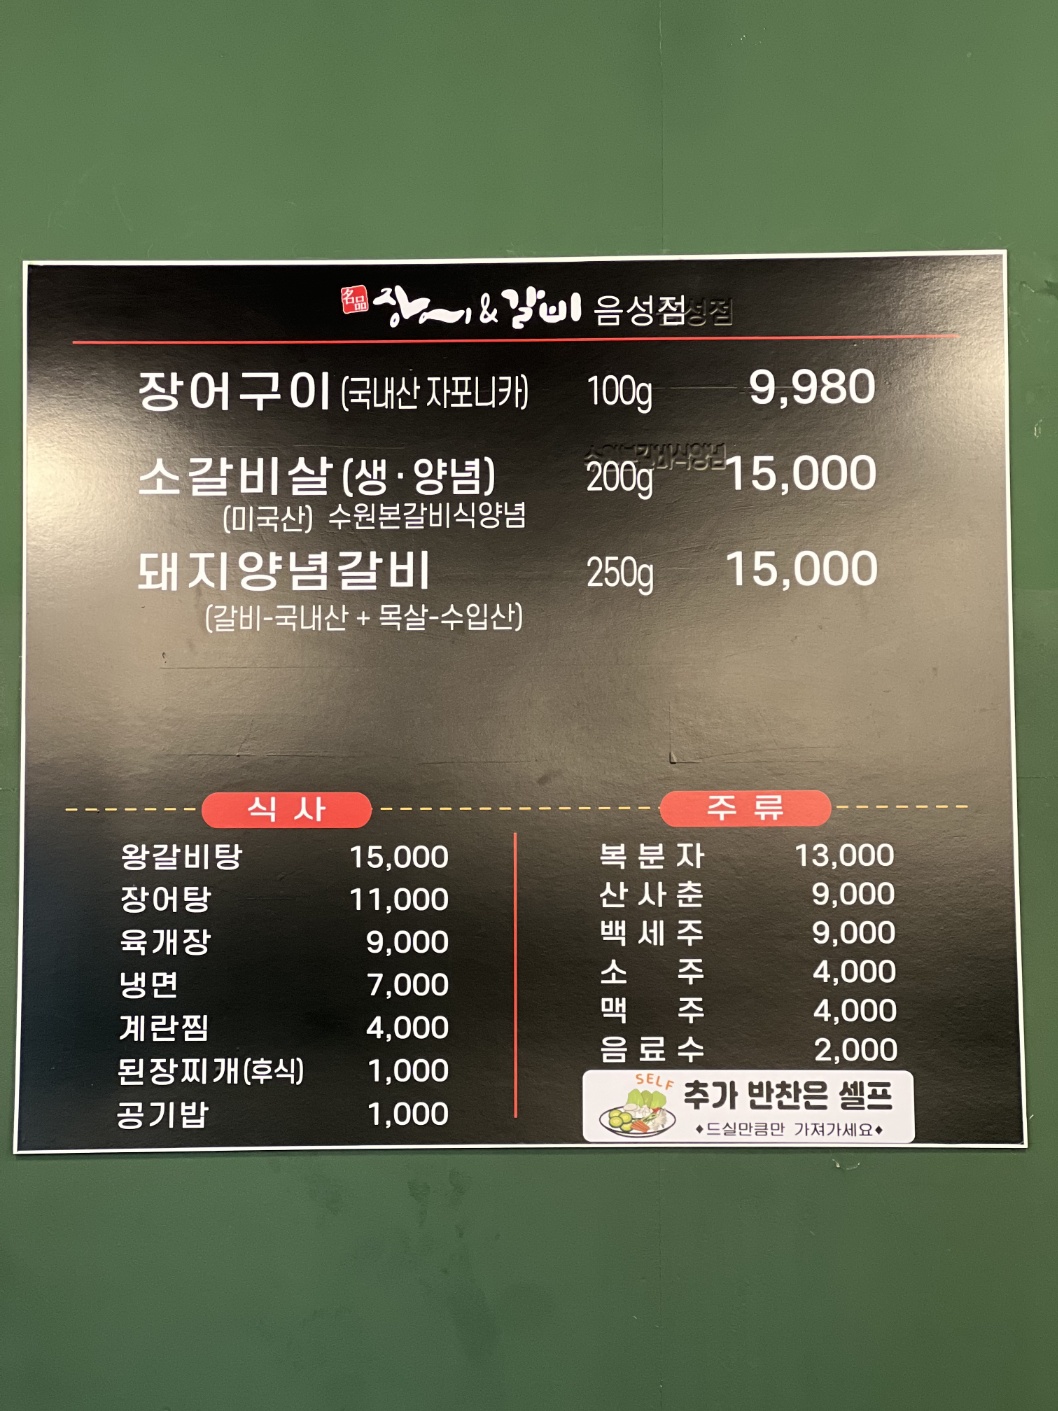 名品 장어&갈비 음성점
장어구이 (국내산 자포니카) 100g 9,980
소갈비살 (생·양념) 200g 15,000
(미국산) 수원본갈비식양념
돼지양념갈비 250g 15,000
(갈비-국내산 + 목살-수입산)
식 사
왕갈비탕 15,000
장어탕 11,000
육개장 9,000
냉면 7,000
계란찜 4,000
된장찌개(후식) 1,000
공기밥 1,000
주 류
복 분 자 13,000
산 사 춘 9,000
백 세 주 9,000
소 주 4,000
맥 주 4,000
음 료 수 2,000
SELF
추가 반찬은 셀프
♦드실만큼만 가져가세요♦